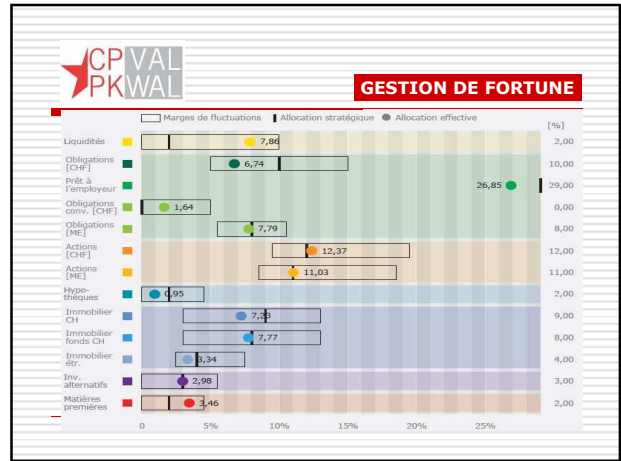 CP VAL
PK WAL
GESTION DE FORTUNE
Marges de fluctuations Allocation stratégique Allocation effective
[%]
Liquidités 7,86 2,00
Obligations
[CHF] 6,74 10,00
Prêt à
l'employeur 26,85 29,00
Obligations
conv. [CHF] 1,64 0,00
Obligations
[ME] 7,79 8,00
Actions
[CHF] 12,37 12,00
Actions
[ME] 11,03 11,00
Hypo-
thèques 0,95 2,00
Immobilier
CH 7,23 9,00
Immobilier
fonds CH 7,77 8,00
Immobilier
étr. 3,34 4,00
Inv.
alternatifs 2,98 3,00
Matières
premières 3,46 2,00
0 5% 10% 15% 20% 25%